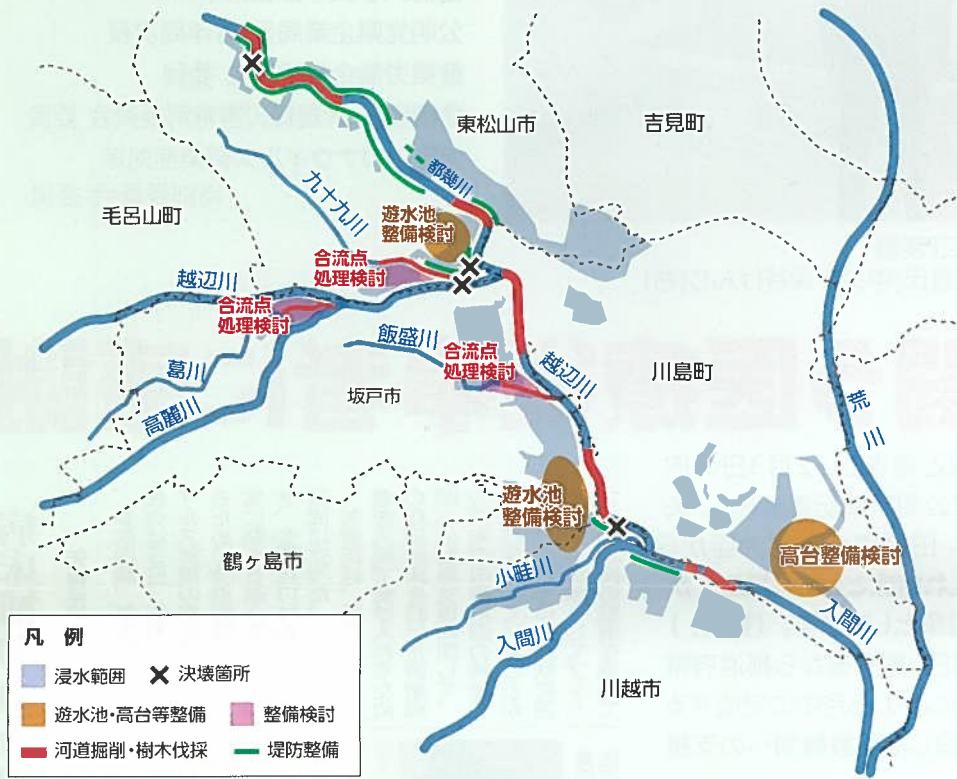 東松山市
吉見町
都幾川
九十九川
毛呂山町
遊水池
整備検討
合流点
処理検討
越辺川
合流点
処理検討
飯盛川
合流点
処理検討
越辺川
川島町
荒川
葛川
坂戸市
高麗川
遊水池
整備検討
高台整備検討
鶴ヶ島市
小畔川
入間川
入間川
川越市
凡 例
浸水範囲
決壊箇所
遊水池・高台等整備
整備検討
河道掘削・樹木伐採
堤防整備